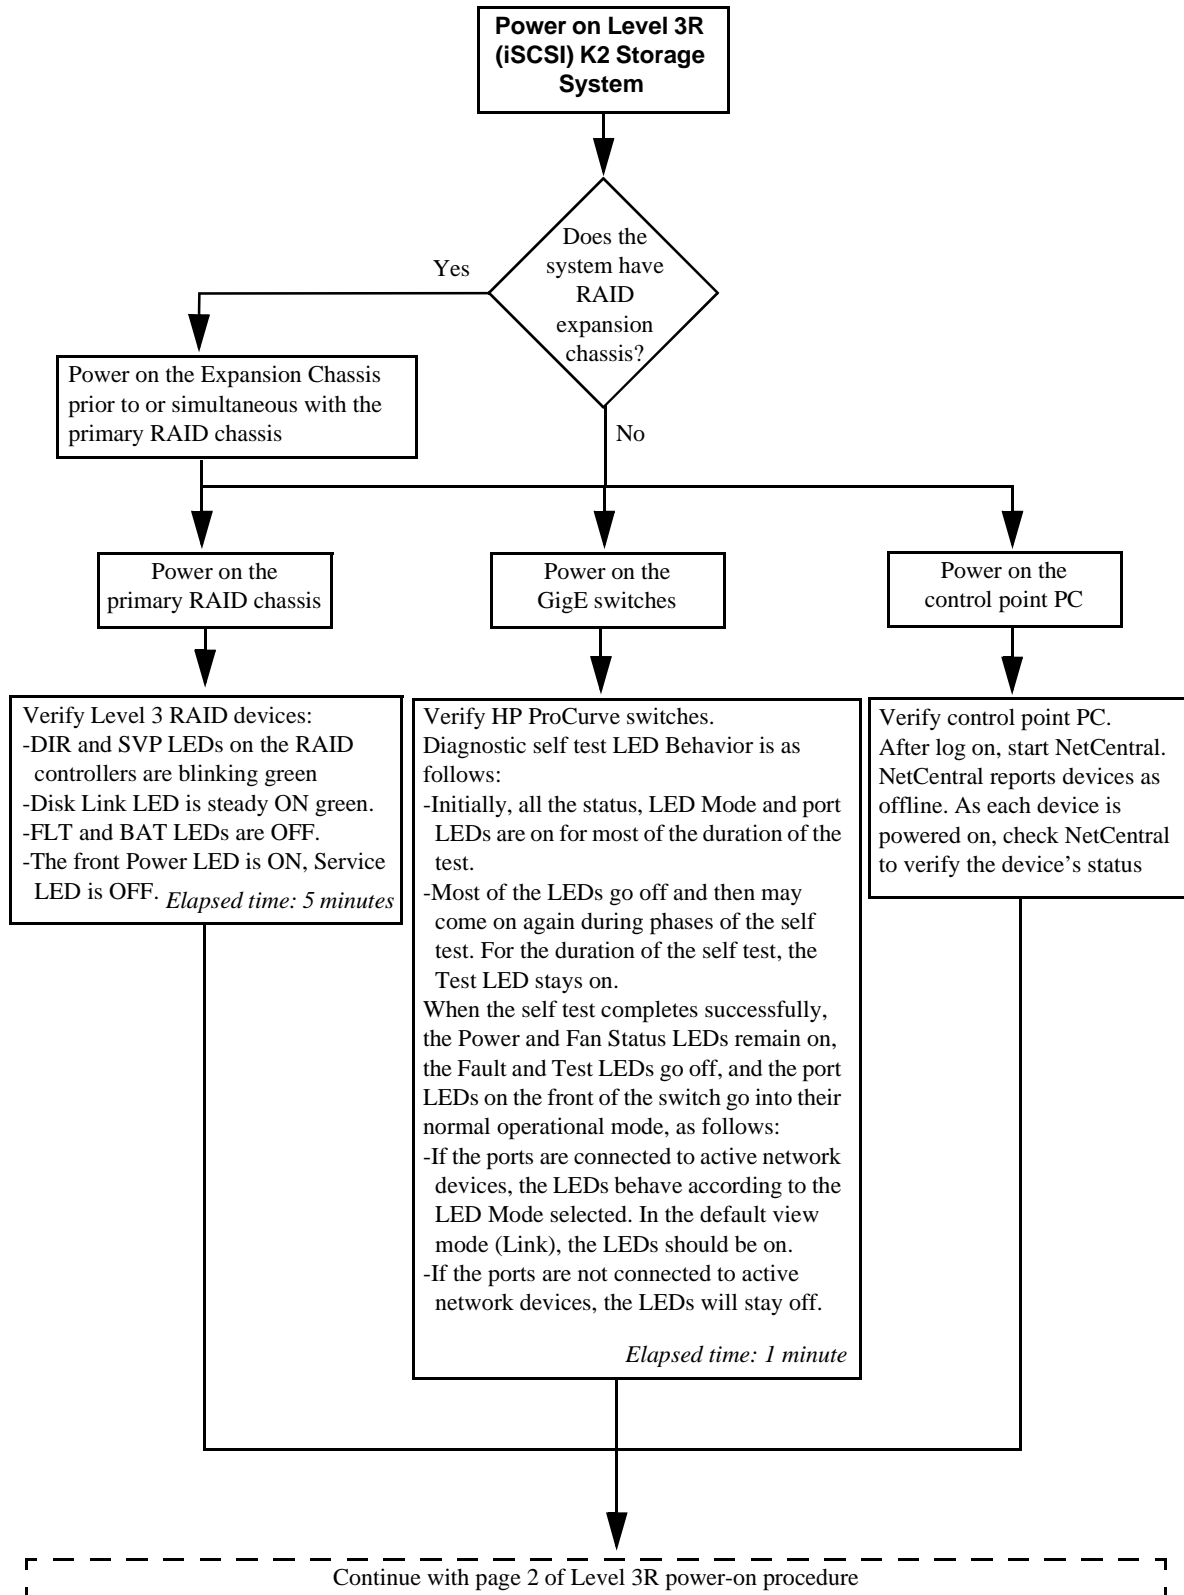 Power on Level 3R
(iSCSI) K2 Storage
System
Does the
system have
RAID
expansion
chassis?
Yes
No
Power on the Expansion Chassis
prior to or simultaneous with the
primary RAID chassis
Power on the
primary RAID chassis
Power on the
GigE switches
Power on the
control point PC
Verify Level 3 RAID devices:
-DIR and SVP LEDs on the RAID
controllers are blinking green
-Disk Link LED is steady ON green.
-FLT and BAT LEDs are OFF.
-The front Power LED is ON, Service
LED is OFF.
Elapsed time: 5 minutes
Verify HP ProCurve switches.
Diagnostic self test LED Behavior is as
follows:
-Initially, all the status, LED Mode and port
LEDs are on for most of the duration of the
test.
-Most of the LEDs go off and then may
come on again during phases of the self
test. For the duration of the self test, the
Test LED stays on.
When the self test completes successfully,
the Power and Fan Status LEDs remain on,
the Fault and Test LEDs go off, and the port
LEDs on the front of the switch go into their
normal operational mode, as follows:
-If the ports are connected to active network
devices, the LEDs behave according to the
LED Mode selected. In the default view
mode (Link), the LEDs should be on.
-If the ports are not connected to active
network devices, the LEDs will stay off.
Elapsed time: 1 minute
Verify control point PC.
After log on, start NetCentral.
NetCentral reports devices as
offline. As each device is
powered on, check NetCentral
to verify the device’s status
Continue with page 2 of Level 3R power-on procedure